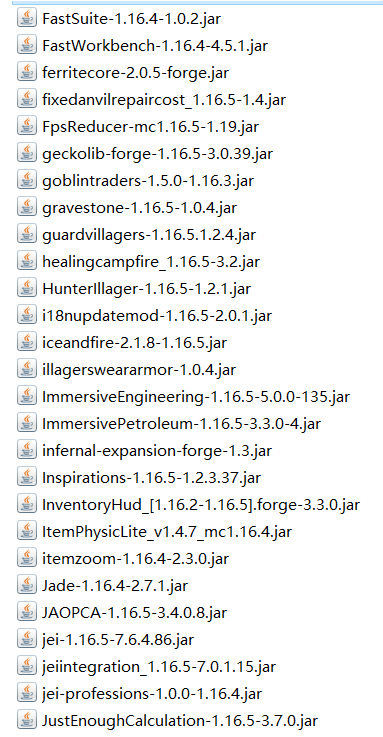 FastSuite-1.16.4-1.0.2.jar
FastWorkbench-1.16.4-4.5.1.jar
ferritecore-2.0.5-forge.jar
fixedanvilrepaircost_1.16.5-1.4.jar
FpsReducer-mc1.16.5-1.19.jar
geckolib-forge-1.16.5-3.0.39.jar
goblintraders-1.5.0-1.16.3.jar
gravestone-1.16.5-1.0.4.jar
guardvillagers-1.16.5.1.2.4.jar
healingcampfire_1.16.5-3.2.jar
HunterIllager-1.16.5-1.2.1.jar
i18nupdatemod-1.16.5-2.0.1.jar
iceandfire-2.1.8-1.16.5.jar
illagersweararmor-1.0.4.jar
ImmersiveEngineering-1.16.5-5.0.0-135.jar
ImmersivePetroleum-1.16.5-3.3.0-4.jar
infernal-expansion-forge-1.3.jar
Inspirations-1.16.5-1.2.3.37.jar
InventoryHud_[1.16.2-1.16.5].forge-3.3.0.jar
ItemPhysicLite_v1.4.7_mc1.16.4.jar
itemzoom-1.16.4-2.3.0.jar
Jade-1.16.4-2.7.1.jar
JAOPCA-1.16.5-3.4.0.8.jar
jei-1.16.5-7.6.4.86.jar
jeiintegration_1.16.5-7.0.1.15.jar
jei-professions-1.0.0-1.16.4.jar
JustEnoughCalculation-1.16.5-3.7.0.jar